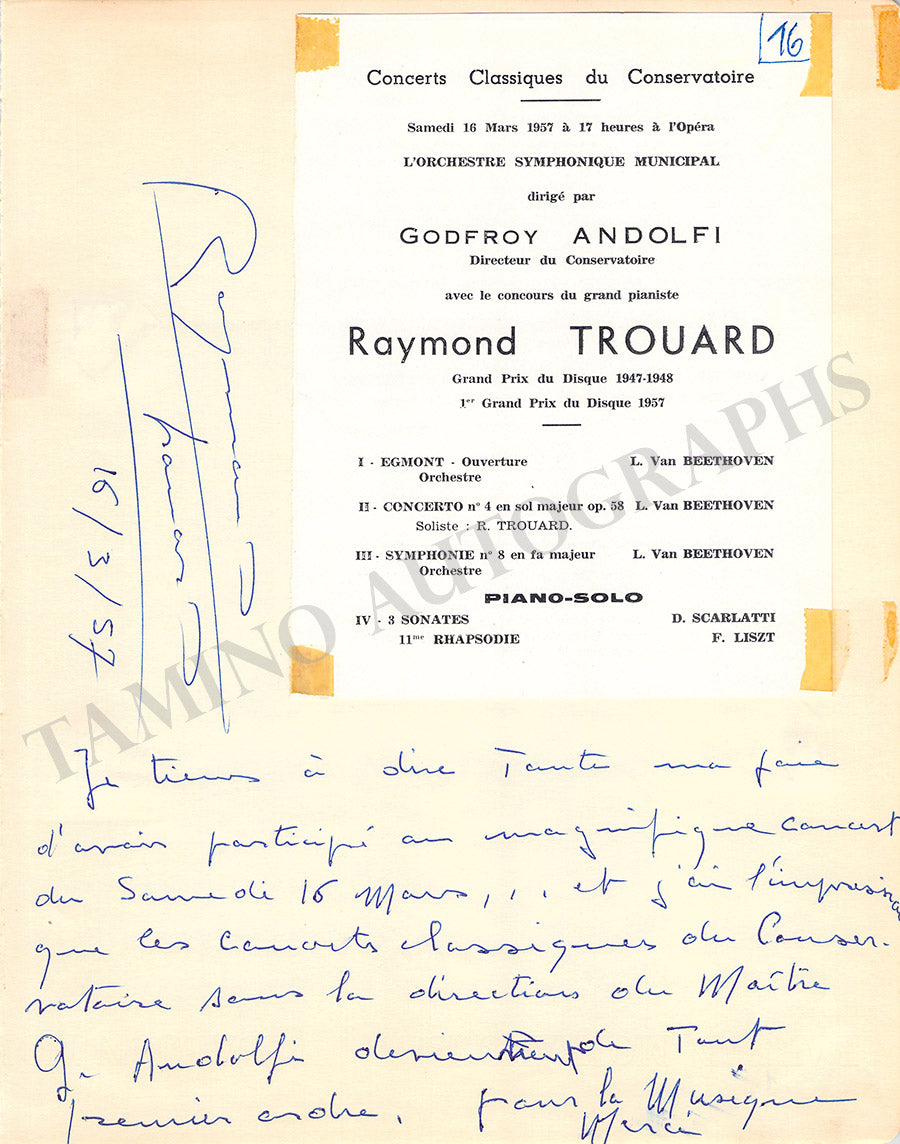 16
Concerts Classiques du Conservatoire
Samedi 16 Mars 1957 à 17 heures à l'Opéra
L'ORCHESTRE SYMPHONIQUE MUNICIPAL
dirigé par
GODFROY ANDOLFI
Directeur du Conservatoire
avec le concours du grand pianiste
Raymond TROUARD
Grand Prix du Disque 1947-1948
1er Grand Prix du Disque 1957
I - EGMONT - Ouverture L. Van BEETHOVEN
Orchestre
II - CONCERTO n° 4 en sol majeur op. 58 L. Van BEETHOVEN
Soliste : R. TROUARD.
III - SYMPHONIE n° 8 en fa majeur L. Van BEETHOVEN
Orchestre
PIANO-SOLO
IV - 3 SONATES D. SCARLATTI
11me RHAPSODIE F. LISZT
Raymond
Trouard
16/3/57
TAMINO AUTOGRAPHS
Je tiens à dire Toute ma joie
d'avoir participé au magnifique concert
du Samedi 16 Mars, , , et j'ai l'impression
que les concerts classiques du Conser-
vatoire sous la direction du Maître
G. Andolfi de Tout
premier ordre. pour la Musique
Merci